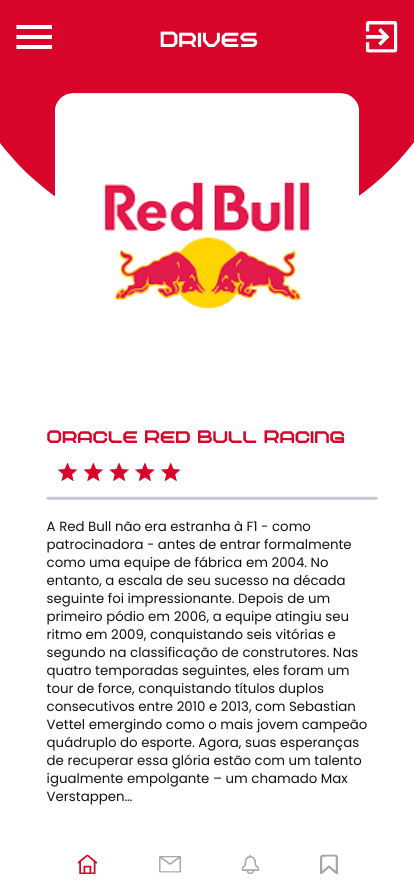 DRIVES
Red Bull
Oracle Red Bull Racing
A Red Bull não era estranha à F1 - como
patrocinadora - antes de entrar formalmente
como uma equipe de fábrica em 2004. No
entanto, a escala de seu sucesso na década
seguinte foi impressionante. Depois de um
primeiro pódio em 2006, a equipe atingiu seu
ritmo em 2009, conquistando seis vitórias e
segundo na classificação de construtores. Nas
quatro temporadas seguintes, eles foram um
tour de force, conquistando títulos duplos
consecutivos entre 2010 e 2013, com Sebastian
Vettel emergindo como o mais jovem campeão
quádruplo do esporte. Agora, suas esperanças
de recuperar essa glória estão com um talento
igualmente empolgante – um chamado Max
Verstappen...